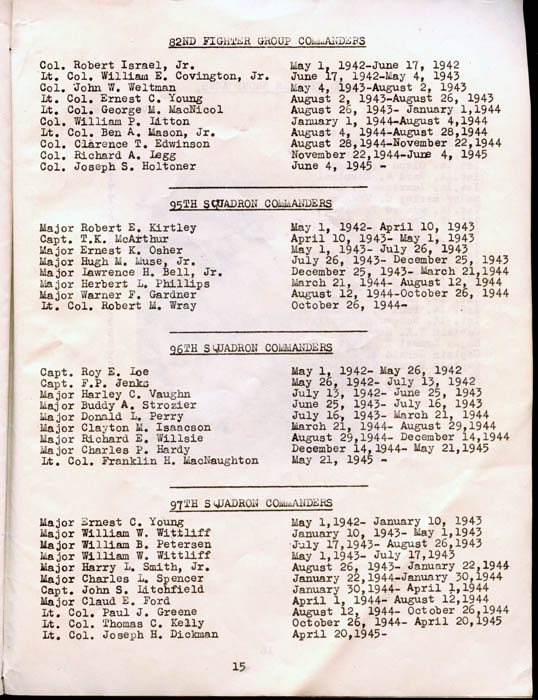 82ND FIGHTER GROUP COMMANDERS
Col. Robert Israel, Jr. May 1, 1942-June 17, 1942
Lt. Col. William E. Covington, Jr. June 17, 1942-May 4, 1943
Col. John W. Weltman May 4, 1943-August 2, 1943
Lt. Col. Ernest C. Young August 2, 1943-August 26, 1943
Lt. Col. George M. MacNicol August 26, 1943- January 1,1944
Col. William P. Litton January 1, 1944-August 4,1944
Lt. Col. Ben A. Mason, Jr. August 4, 1944-August 28,1944
Col. Clarence T. Edwinson August 28,1944-November 22,1944
Col. Richard A. Legg November 22,1944-June 4, 1945
Col. Joseph S. Holtoner June 4, 1945 -
95TH SQUADRON COMMANDERS
Major Robert E. Kirtley May 1, 1942- April 10, 1943
Capt. T.K. McArthur April 10, 1943- May 1, 1943
Major Ernest K. Osher May 1, 1943- July 26, 1943
Major Hugh M. Muse, Jr. July 26, 1943- December 25, 1943
Major Lawrence H. Bell, Jr. December 25, 1943- March 21,1944
Major Herbert L. Phillips March 21, 1944- August 12, 1944
Major Warner F. Gardner August 12, 1944-October 26, 1944
Lt. Col. Robert M. Wray October 26, 1944-
96TH SQUADRON COMMANDERS
Capt. Roy E. Loe May 1, 1942- May 26, 1942
Capt. F.P. Jenks May 26, 1942- July 13, 1942
Major Harley C. Vaughn July 13, 1942- June 25, 1943
Major Buddy A. Strozier June 25, 1943- July 16, 1943
Major Donald L. Perry July 16, 1943- March 21, 1944
Major Clayton M. Isaacson March 21, 1944- August 29,1944
Major Richard E. Willsie August 29,1944- December 14,1944
Major Charles P. Hardy December 14,1944- May 21,1945
Lt. Col. Franklin H. MacNaughton May 21, 1945 -
97TH SQUADRON COMMANDERS
Major Ernest C. Young May 1,1942- January 10, 1943
Major William W. Wittliff January 10, 1943- May 1,1943
Major William B. Petersen July 17,1943- August 26,1943
Major William W. Wittliff May 1,1943- July 17,1943
Major Harry L. Smith, Jr. August 26, 1943- January 22,1944
Major Charles L. Spencer January 22,1944-January 30,1944
Capt. John S. Litchfield January 30,1944- April 1,1944
Major Claud E. Ford April 1, 1944- August 12,1944
Lt. Col. Paul J. Greene August 12, 1944- October 26,1944
Lt. Col. Thomas C. Kelly October 26, 1944- April 20,1945
Lt. Col. Joseph H. Dickman April 20,1945-
15